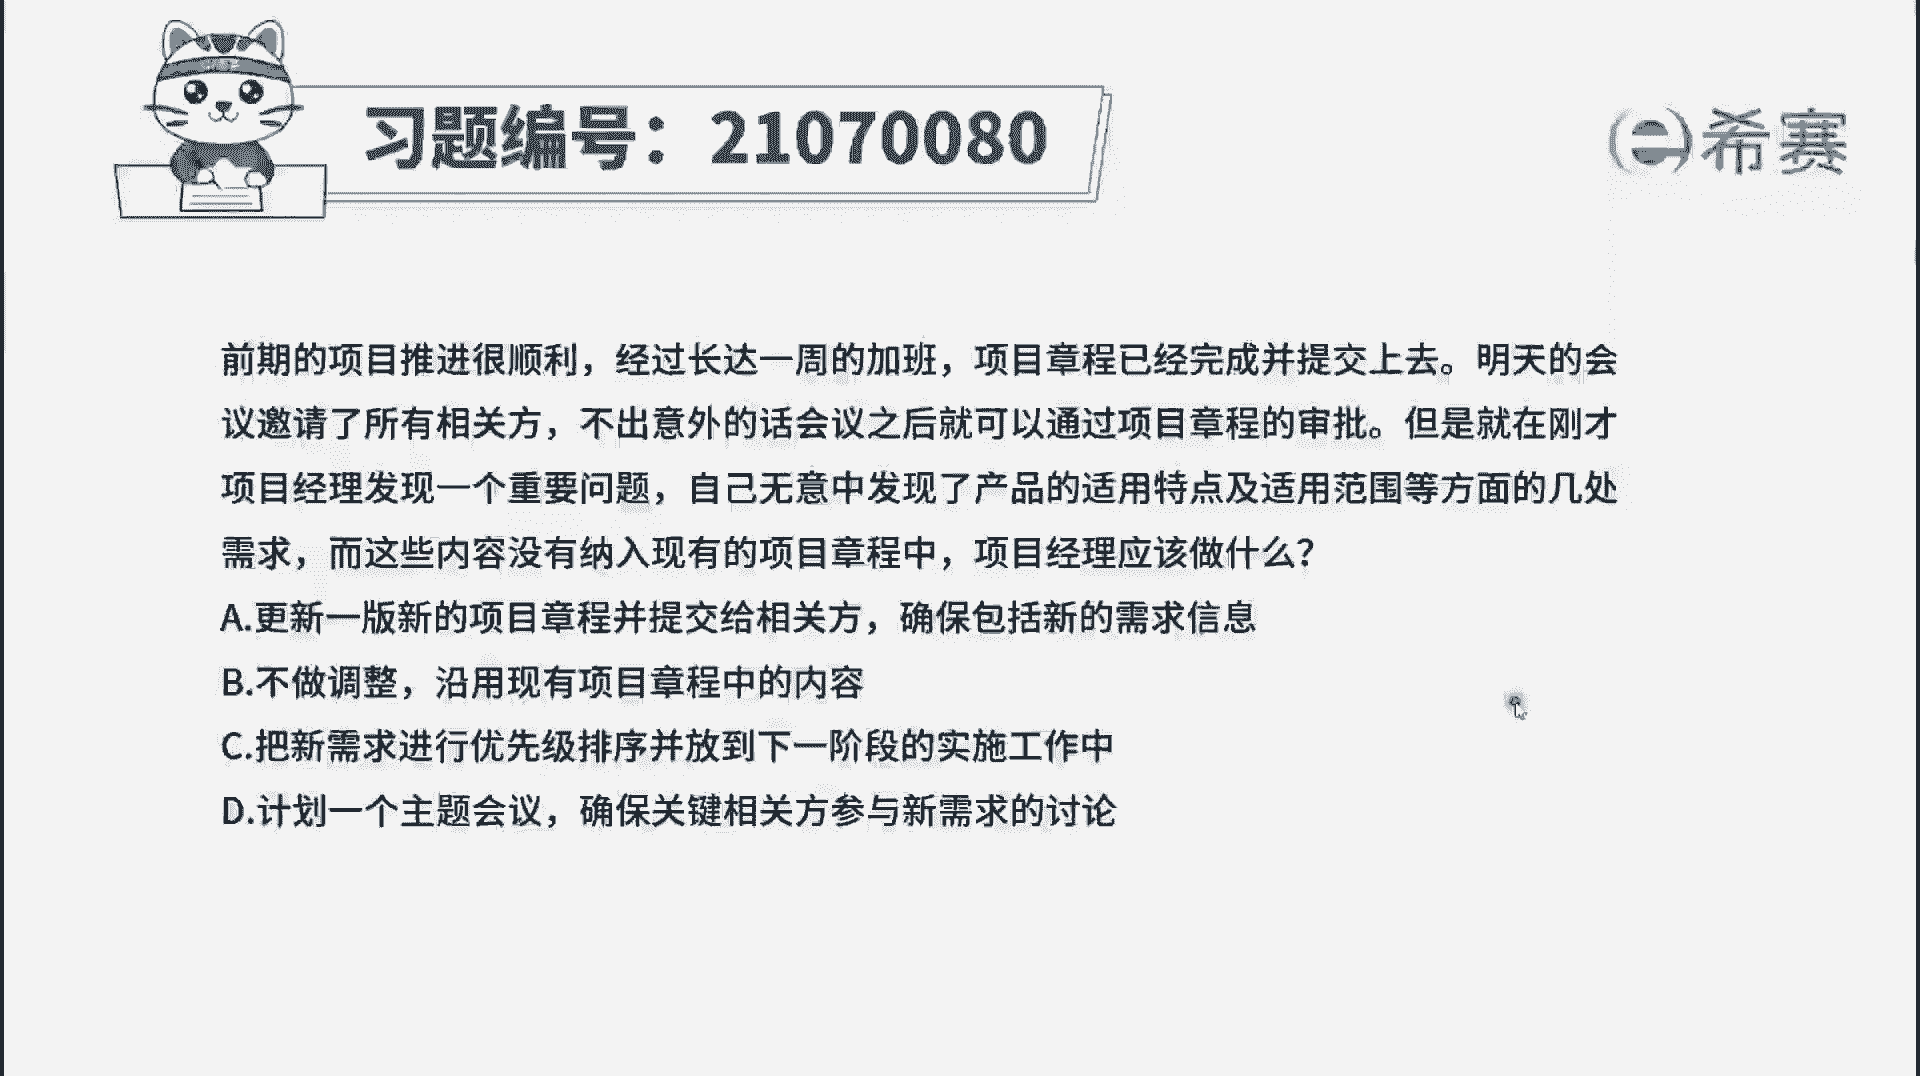 习题编号：21070080
希赛
前期的项目推进很顺利，经过长达一周的加班，项目章程已经完成并提交上去。明天的会
议邀请了所有相关方，不出意外的话会议之后就可以通过项目章程的审批。但是就在刚才
项目经理发现一个重要问题，自己无意中发现了产品的适用特点及适用范围等方面的几处
需求，而这些内容没有纳入现有的项目章程中，项目经理应该做什么？
A.更新一版新的项目章程并提交给相关方，确保包括新的需求信息
B.不做调整，沿用现有项目章程中的内容
C.把新需求进行优先级排序并放到下一阶段的实施工作中
D.计划一个主题会议，确保关键相关方参与新需求的讨论